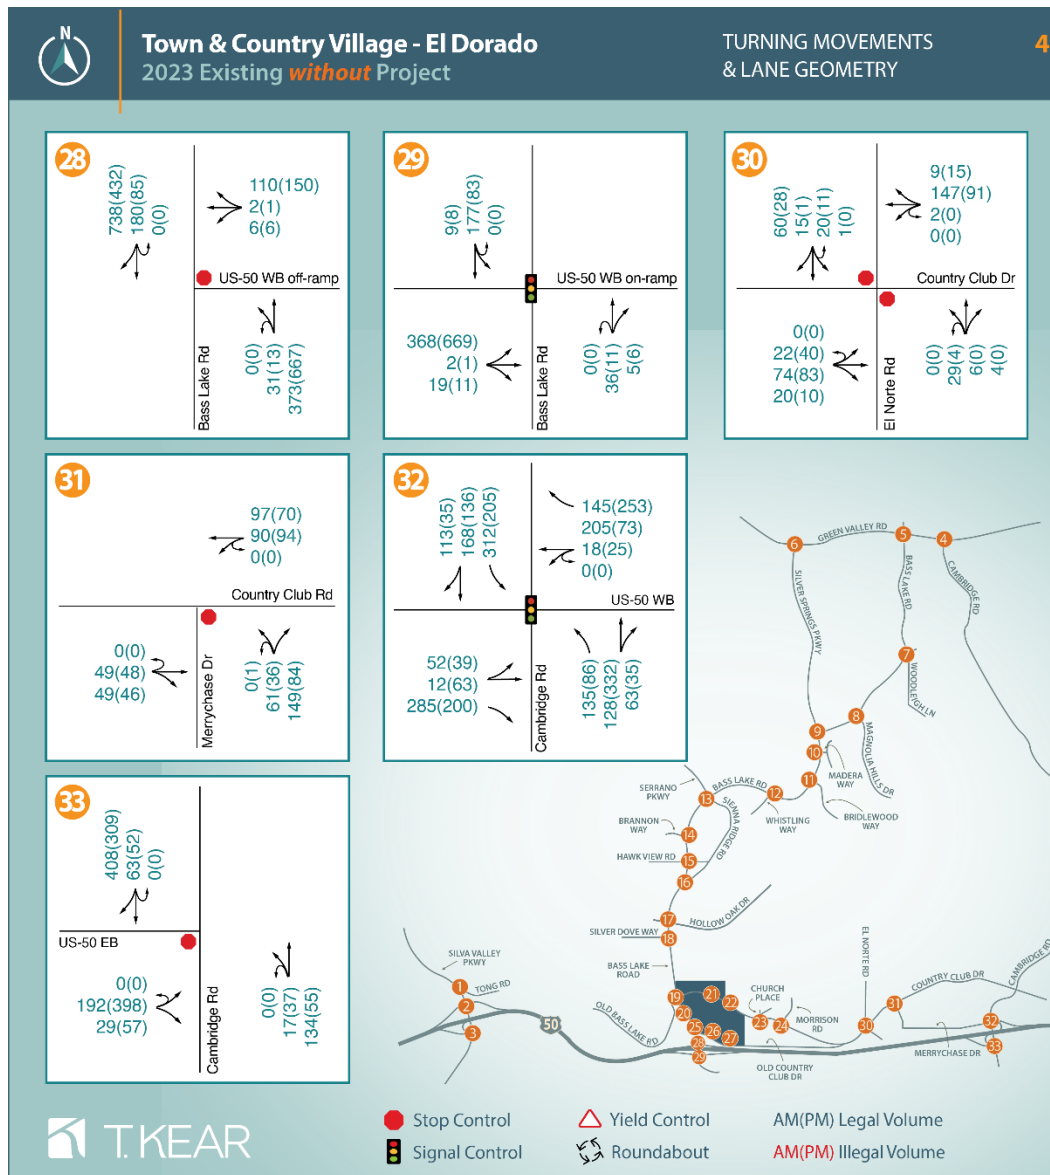 N
Town & Country Village - El Dorado
2023 Existing without Project
TURNING MOVEMENTS
& LANE GEOMETRY
4
28
738(432)
180(85)
0(0)
110(150)
2(1)
6(6)
US-50 WB off-ramp
Bass Lake Rd
0(0)
31(13)
373(667)
29
9(8)
177(83)
0(0)
US-50 WB on-ramp
368(669)
2(1)
19(11)
Bass Lake Rd
0(0)
36(11)
5(6)
30
60(28)
15(1)
20(11)
1(0)
9(15)
147(91)
2(0)
0(0)
Country Club Dr
0(0)
22(40)
74(83)
20(10)
El Norte Rd
0(0)
29(4)
6(0)
4(0)
31
97(70)
90(94)
0(0)
Country Club Rd
0(0)
49(48)
49(46)
Merrychase Dr
0(1)
61(36)
149(84)
32
113(35)
168(136)
312(205)
145(253)
205(73)
18(25)
0(0)
US-50 WB
52(39)
12(63)
285(200)
Cambridge Rd
135(86)
128(332)
63(35)
33
408(309)
63(52)
0(0)
US-50 EB
0(0)
192(398)
29(57)
Cambridge Rd
0(0)
17(37)
134(55)
6
GREEN VALLEY RD
5
4
SILVER SPRINGS PKWY
BASS LAKE RD
CAMBRIDGE RD
7
WOODLEIGH LN
8
9
MAGNOLIA HILLS DR
10
MADERA
WAY
11
BRIDLEWOOD
WAY
SERRANO
PKWY
BASS LAKE RD
12
WHISTLING
WAY
13
SIENNA RIDGE RD
BRANNON
WAY
14
HAWK VIEW RD
15
16
17
HOLLOW OAK DR
SILVER DOVE WAY
18
BASS LAKE
ROAD
EL NORTE RD
COUNTRY CLUB DR
CAMBRIDGE RD
SILVA VALLEY
PKWY
1
TONG RD
2
3
50
OLD BASS LAKE RD
19
20
21
22
CHURCH
PLACE
23
24
MORRISON
RD
25
26
27
28
29
OLD COUNTRY
CLUB DR
30
31
32
33
MERRYCHASE DR
T.KEAR
Stop Control
Yield Control
AM(PM) Legal Volume
Signal Control
Roundabout
AM(PM) Illegal Volume